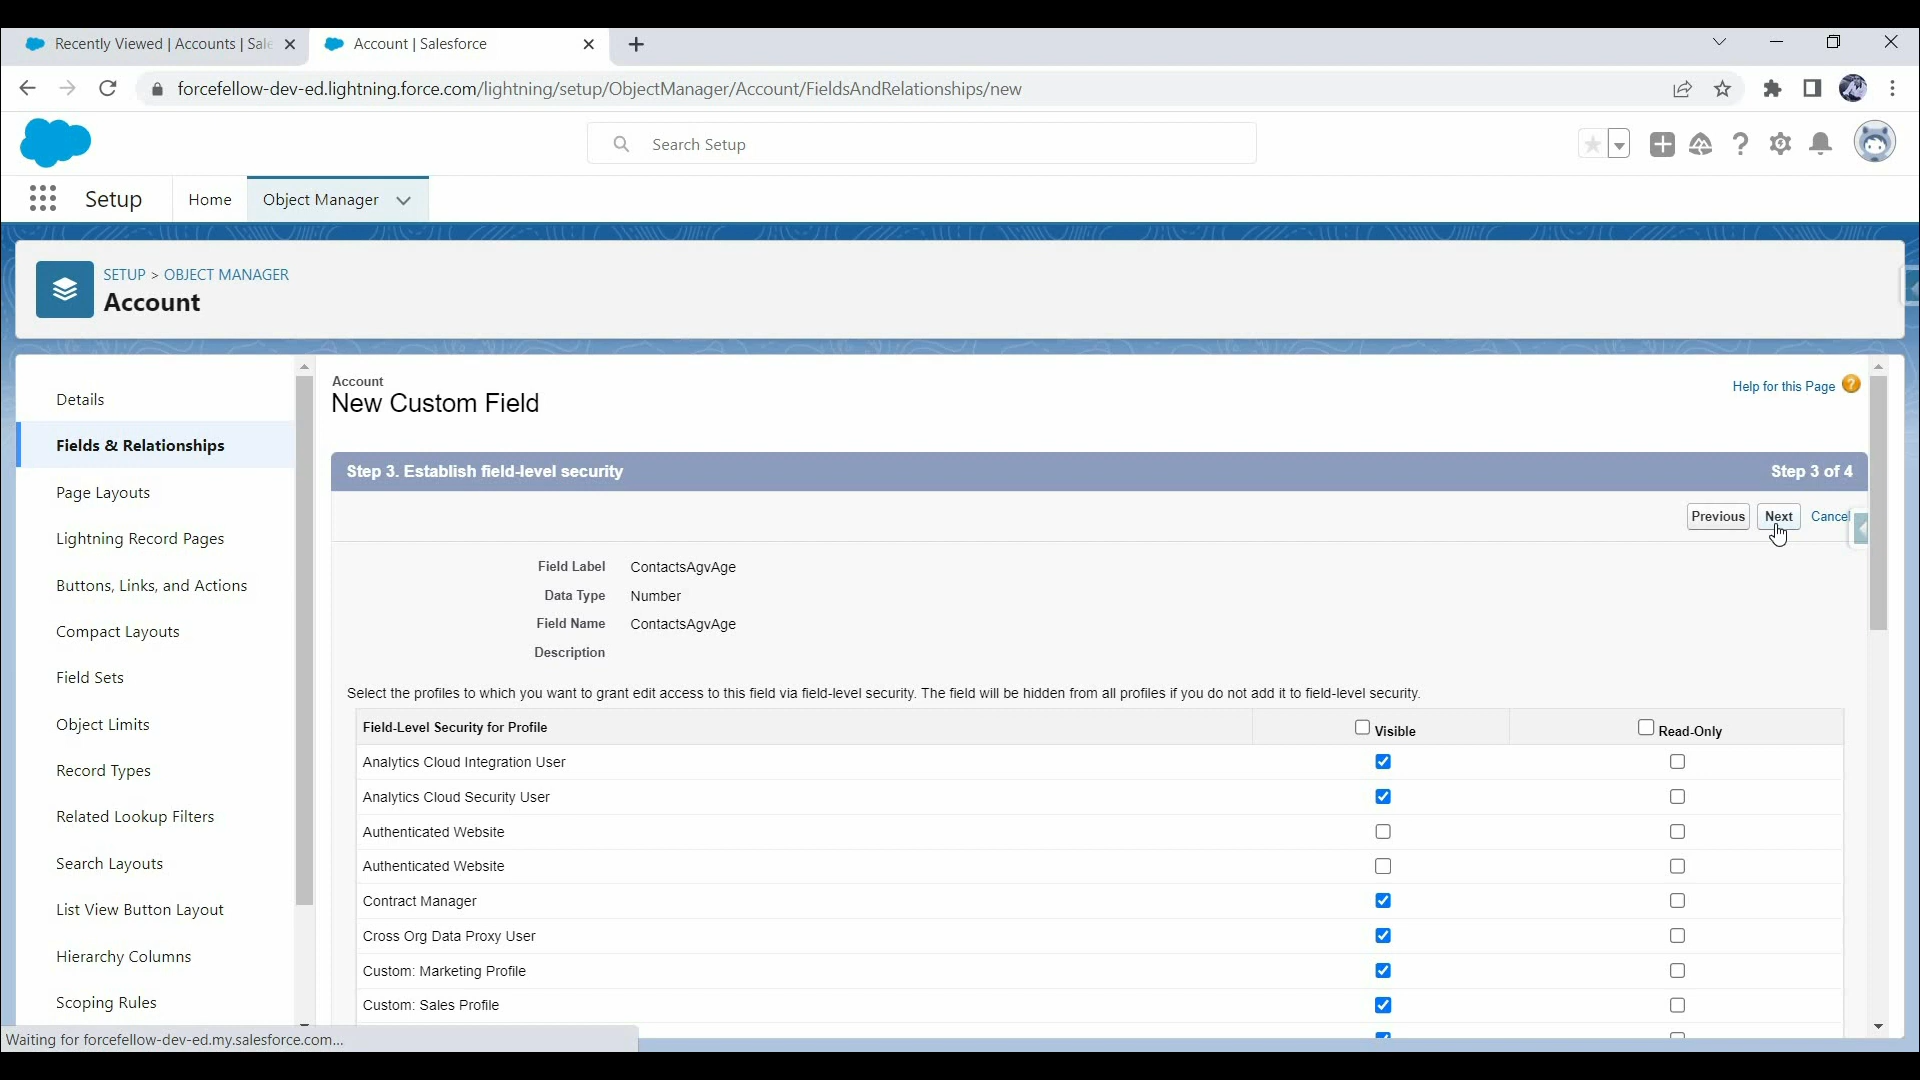 Recently Viewed | Accounts | Sale
Account | Salesforce
forcefellow-dev-ed.lightning.force.com/lightning/setup/ObjectManager/Account/FieldsAndRelationships/new
Search Setup
Setup
Home
Object Manager
SETUP > OBJECT MANAGER
Account
Details
Fields & Relationships
Page Layouts
Lightning Record Pages
Buttons, Links, and Actions
Compact Layouts
Field Sets
Object Limits
Record Types
Related Lookup Filters
Search Layouts
List View Button Layout
Hierarchy Columns
Scoping Rules
Account
New Custom Field
Help for this Page
Step 3. Establish field-level security Step 3 of 4
Previous Next Cancel
Field Label ContactsAgvAge
Data Type Number
Field Name ContactsAgvAge
Description
Select the profiles to which you want to grant edit access to this field via field-level security. The field will be hidden from all profiles if you do not add it to field-level security.
Field-Level Security for Profile Visible Read-Only
Analytics Cloud Integration User
Analytics Cloud Security User
Authenticated Website
Authenticated Website
Contract Manager
Cross Org Data Proxy User
Custom: Marketing Profile
Custom: Sales Profile
Waiting for forcefellow-dev-ed.my.salesforce.com...